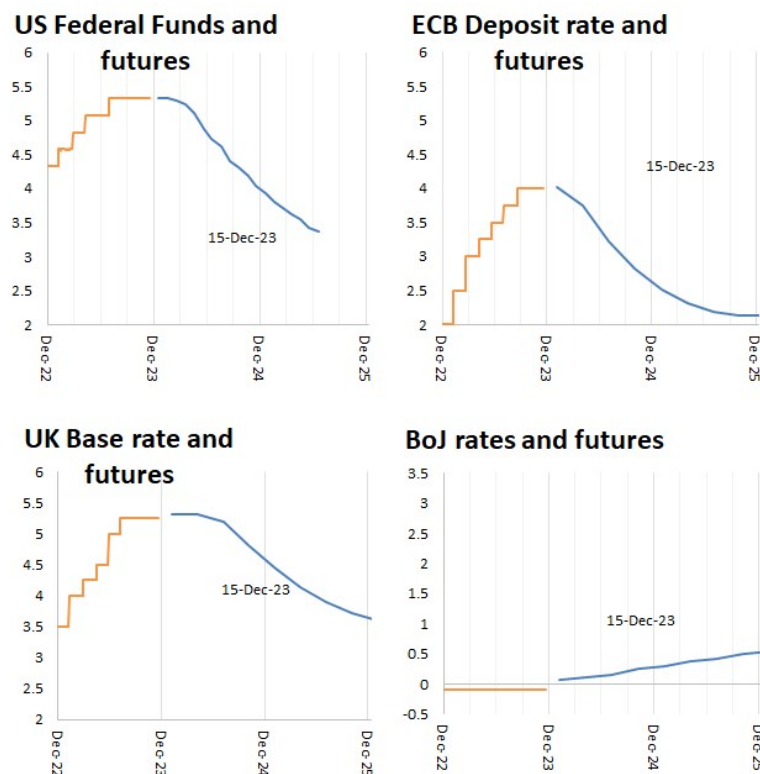 US Federal Funds and
futures
6
5.5
5
4.5
4
3.5
3
2.5
2
15-Dec-23
Dec-22
Dec-23
Dec-24
Dec-25
ECB Deposit rate and
futures
6
5.5
5
4.5
4
3.5
3
2.5
2
15-Dec-23
Dec-22
Dec-23
Dec-24
Dec-25
UK Base rate and
futures
6
5.5
5
4.5
4
3.5
3
2.5
2
15-Dec-23
Dec-22
Dec-23
Dec-24
Dec-25
BoJ rates and futures
3.5
3
2.5
2
1.5
1
0.5
0
-0.5
15-Dec-23
Dec-22
Dec-23
Dec-24
Dec-25